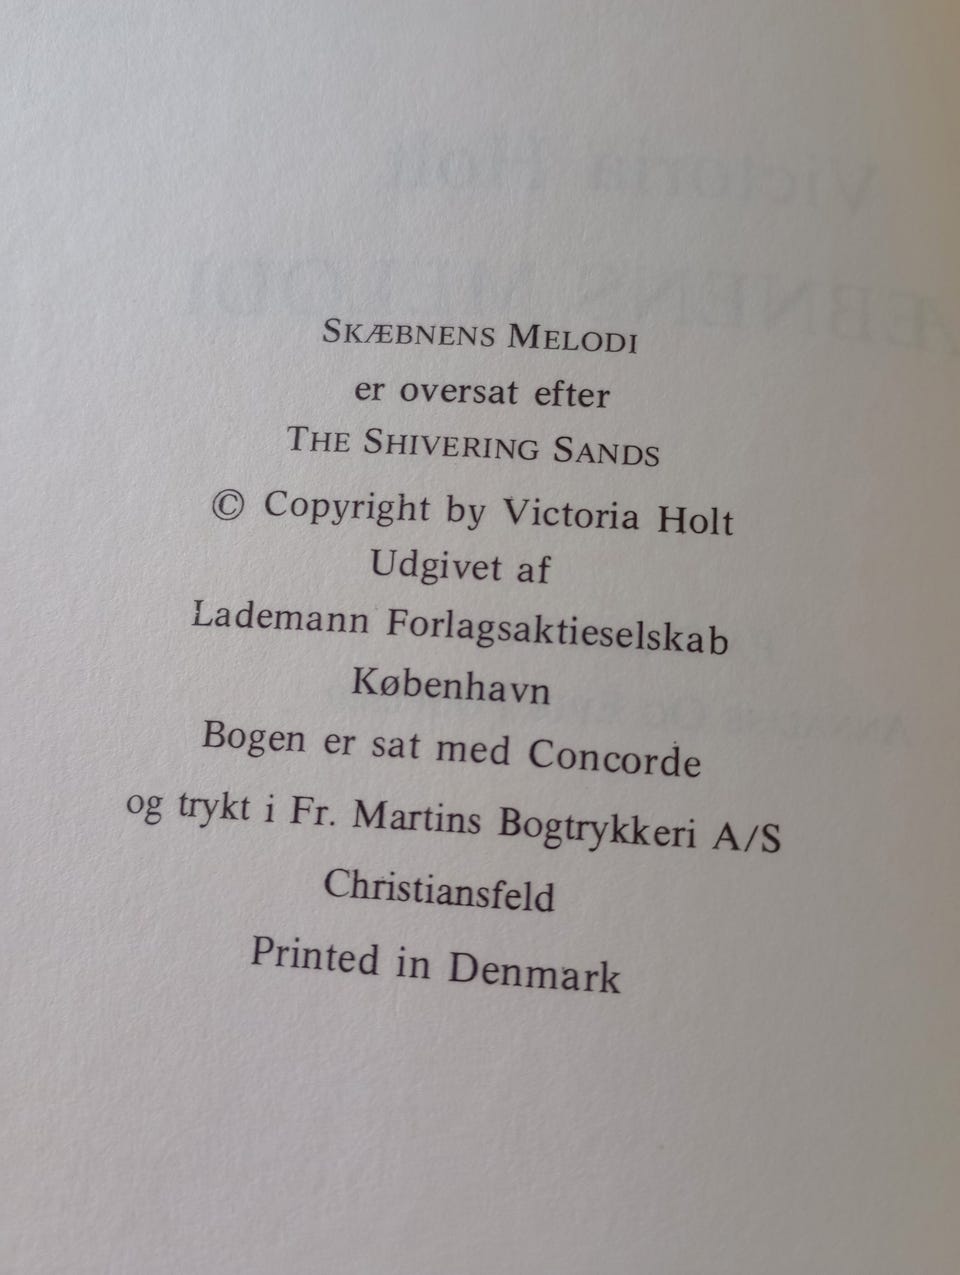 SKÆBNENS MELODI
er oversat efter
THE SHIVERING SANDS
© Copyright by Victoria Holt
Udgivet af
Lademann Forlagsaktieselskab
København
Bogen er sat med Concorde
og trykt i Fr. Martins Bogtrykkeri A/S
Christiansfeld
Printed in Denmark